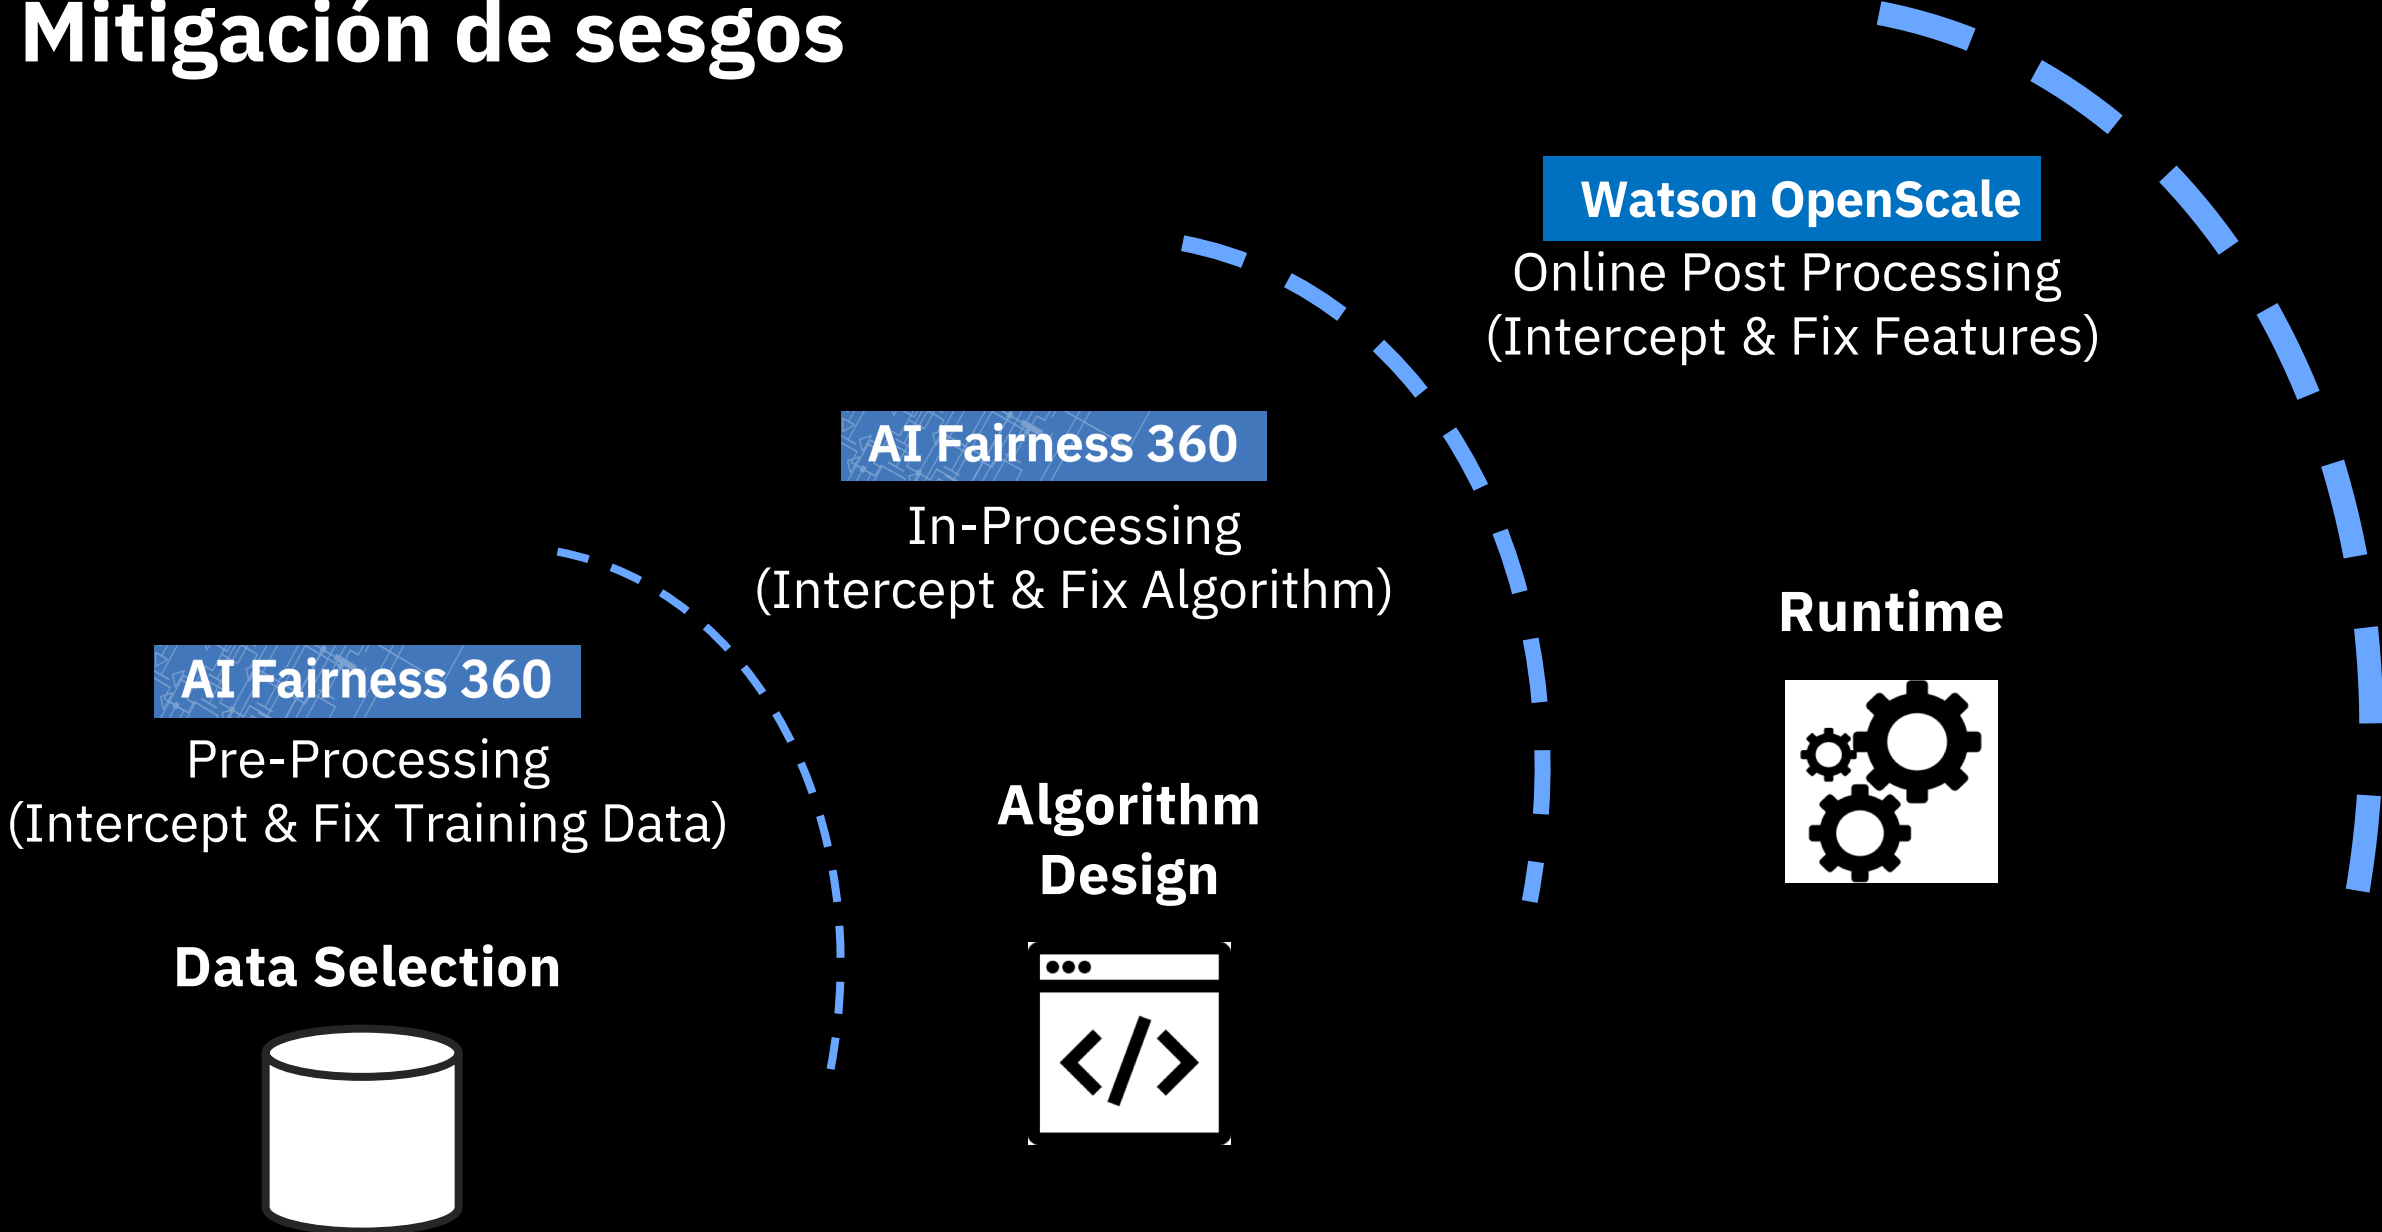 Mitigación de sesgos
Watson OpenScale
Online Post Processing
(Intercept & Fix Features)
AI Fairness 360
In-Processing
(Intercept & Fix Algorithm)
Runtime
AI Fairness 360
Pre-Processing
(Intercept & Fix Training Data)
Algorithm
Design
Data Selection
</>